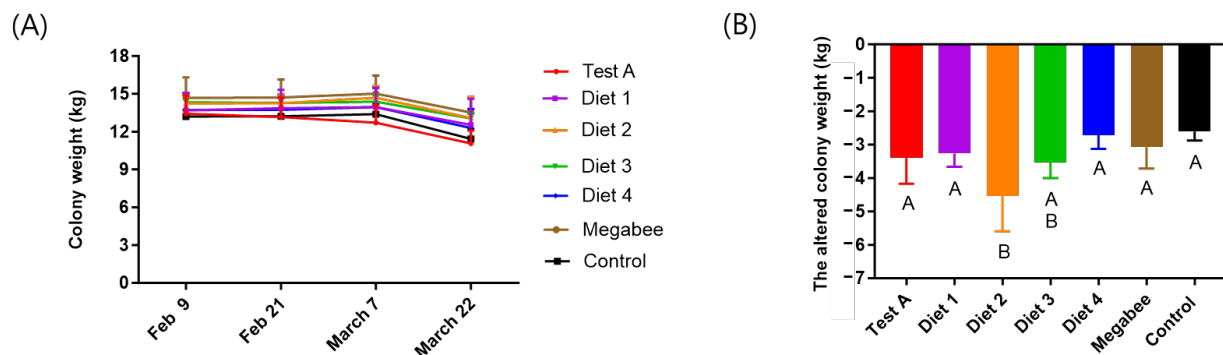 (A)
Colony weight (kg)
18
15
12
9
6
3
0
Feb 9
Feb 21
March 7
March 22
Test A
Diet 1
Diet 2
Diet 3
Diet 4
Megabee
Control
(B)
The altered colony weight (kg)
0
−1
−2
−3
−4
−5
−6
−7
A
A
B
A
B
A
A
A
Test A
Diet 1
Diet 2
Diet 3
Diet 4
Megabee
Control